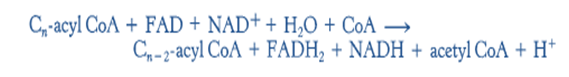 Cₙ-acyl CoA + FAD + NAD⁺ + H₂O + CoA ⟶
Cₙ₋₂-acyl CoA + FADH₂ + NADH + acetyl CoA + H⁺